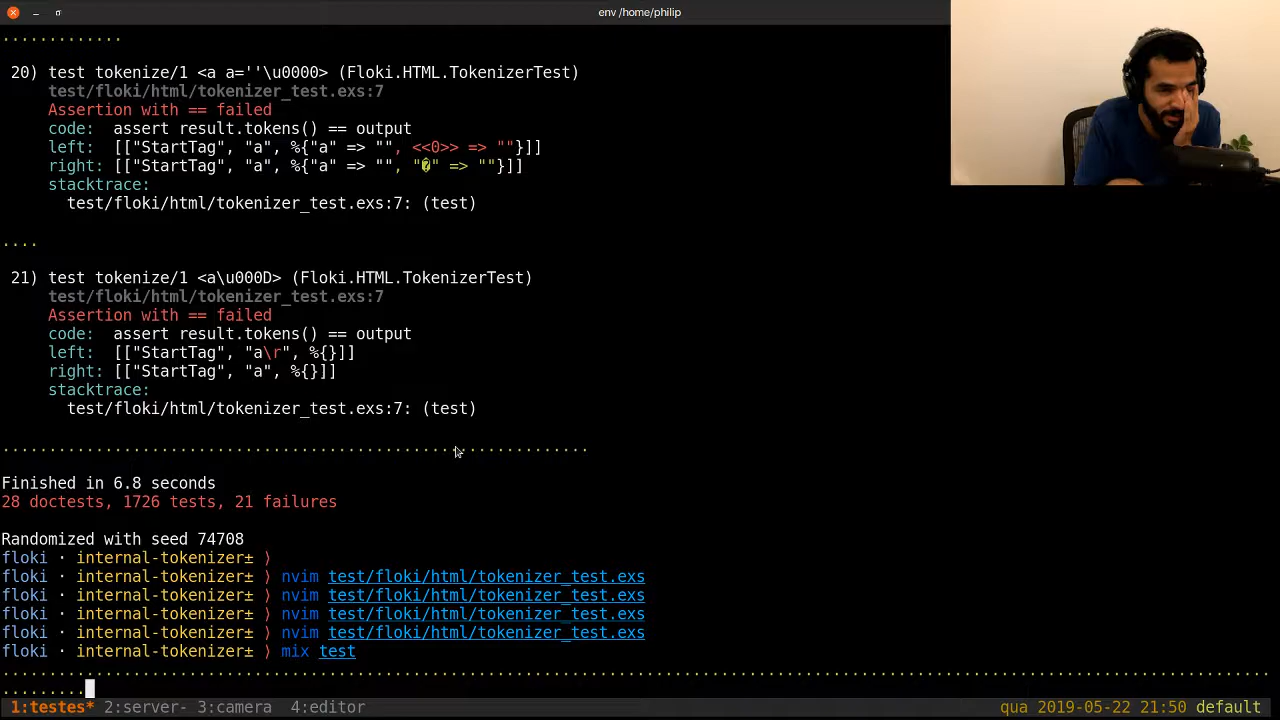 env /home/philip
.............
20) test tokenize/1 <a a=''\u0000> (Floki.HTML.TokenizerTest)
test/floki/html/tokenizer_test.exs:7
Assertion with == failed
code:  assert result.tokens() == output
left:  [["StartTag", "a", %{"a" => "", <<0>> => ""}]]
right: [["StartTag", "a", %{"a" => "", "�" => ""}]]
stacktrace:
test/floki/html/tokenizer_test.exs:7: (test)
....
21) test tokenize/1 <a\u000D> (Floki.HTML.TokenizerTest)
test/floki/html/tokenizer_test.exs:7
Assertion with == failed
code:  assert result.tokens() == output
left:  [["StartTag", "a\r", %{}]]
right: [["StartTag", "a", %{}]]
stacktrace:
test/floki/html/tokenizer_test.exs:7: (test)
...............................................................
Finished in 6.8 seconds
28 doctests, 1726 tests, 21 failures
Randomized with seed 74708
floki · internal-tokenizer± ⟩
floki · internal-tokenizer± ⟩ nvim test/floki/html/tokenizer_test.exs
floki · internal-tokenizer± ⟩ nvim test/floki/html/tokenizer_test.exs
floki · internal-tokenizer± ⟩ nvim test/floki/html/tokenizer_test.exs
floki · internal-tokenizer± ⟩ nvim test/floki/html/tokenizer_test.exs
floki · internal-tokenizer± ⟩ mix test
.......................................................................................................................................
.........
1:testes* 2:server- 3:camera  4:editor
qua 2019-05-22 21:50 default